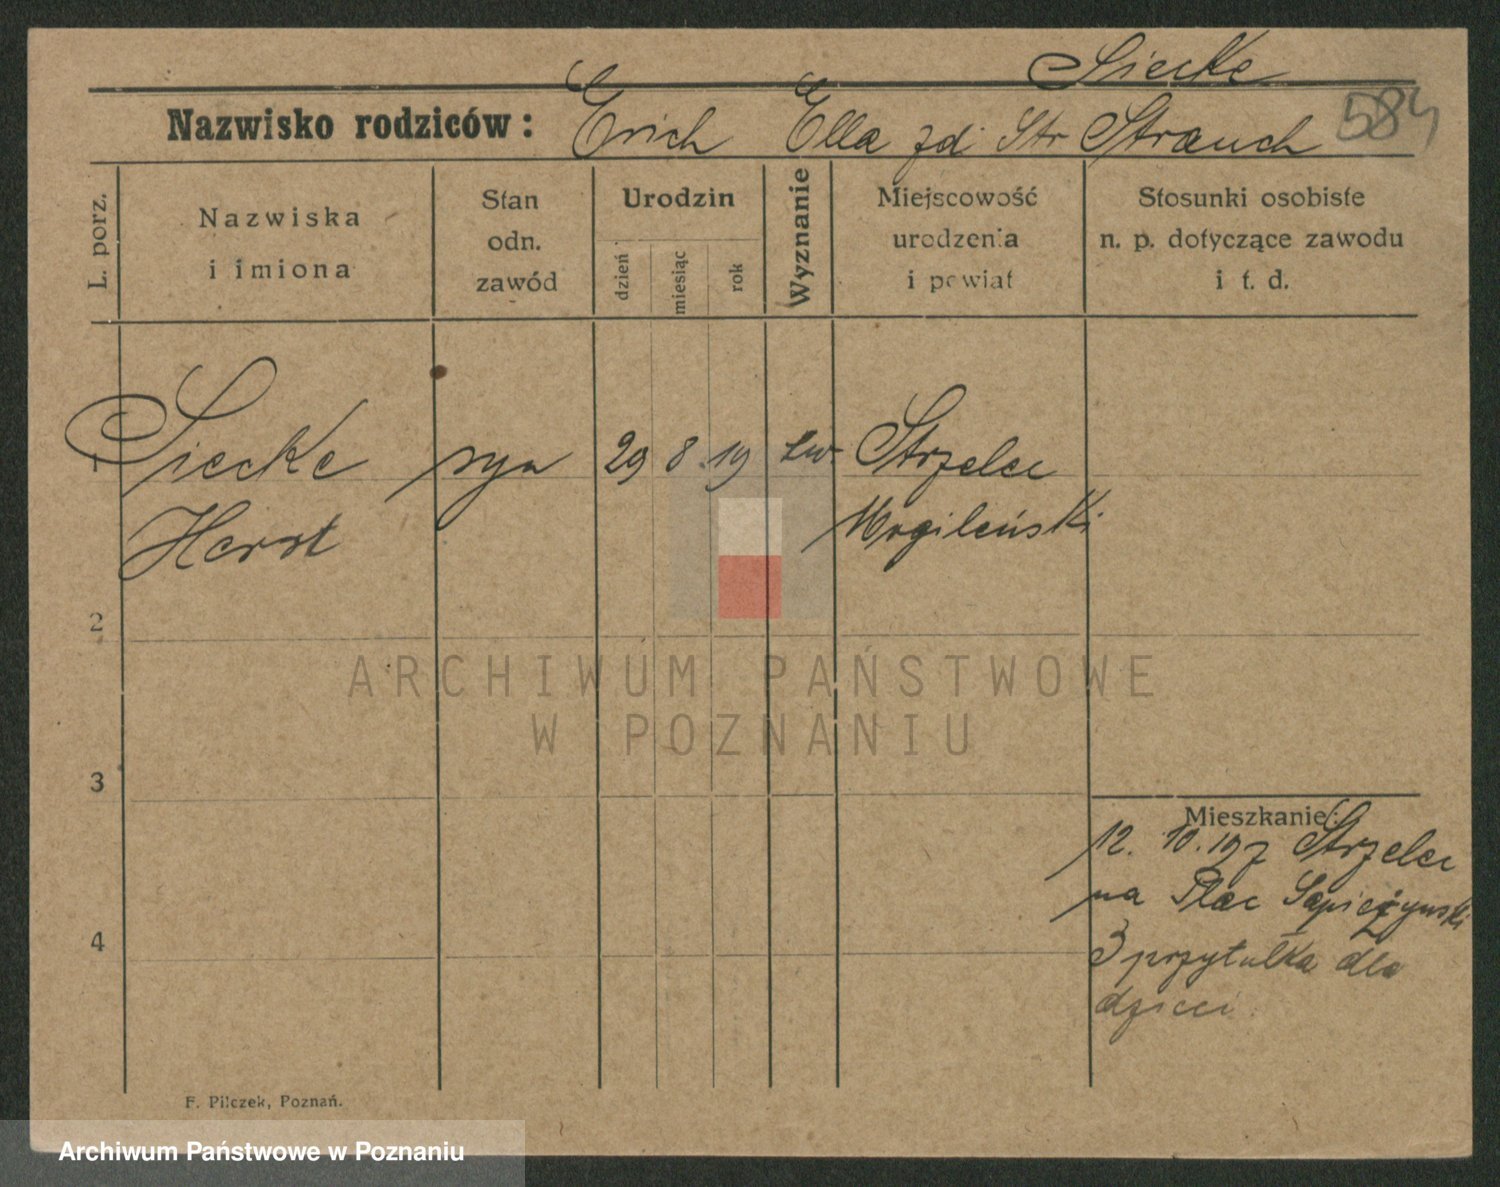 Siecke
Nazwisko rodziców: Erich Ella zd. Str Strauch 584
L. porz.
Nazwiska
i imiona
Stan
odn.
zawód
Urodzin
dzień
miesiąc
rok
Wyznanie
Miejscowość
urodzenia
i powiat
Stosunki osobiste
n. p. dotyczące zawodu
i t. d.
1 Siecke syn 29 8. 19 ew. Strzelce
Horst Mogileński
2
3
4
Mieszkanie:
12. 10. 197 Strzelce
na Plac Sapieżyński
3 przytułka dla
dzieci
F. Pilczek, Poznań.
ARCHIWUM PAŃSTWOWE
W POZNANIU
Archiwum Państwowe w Poznaniu